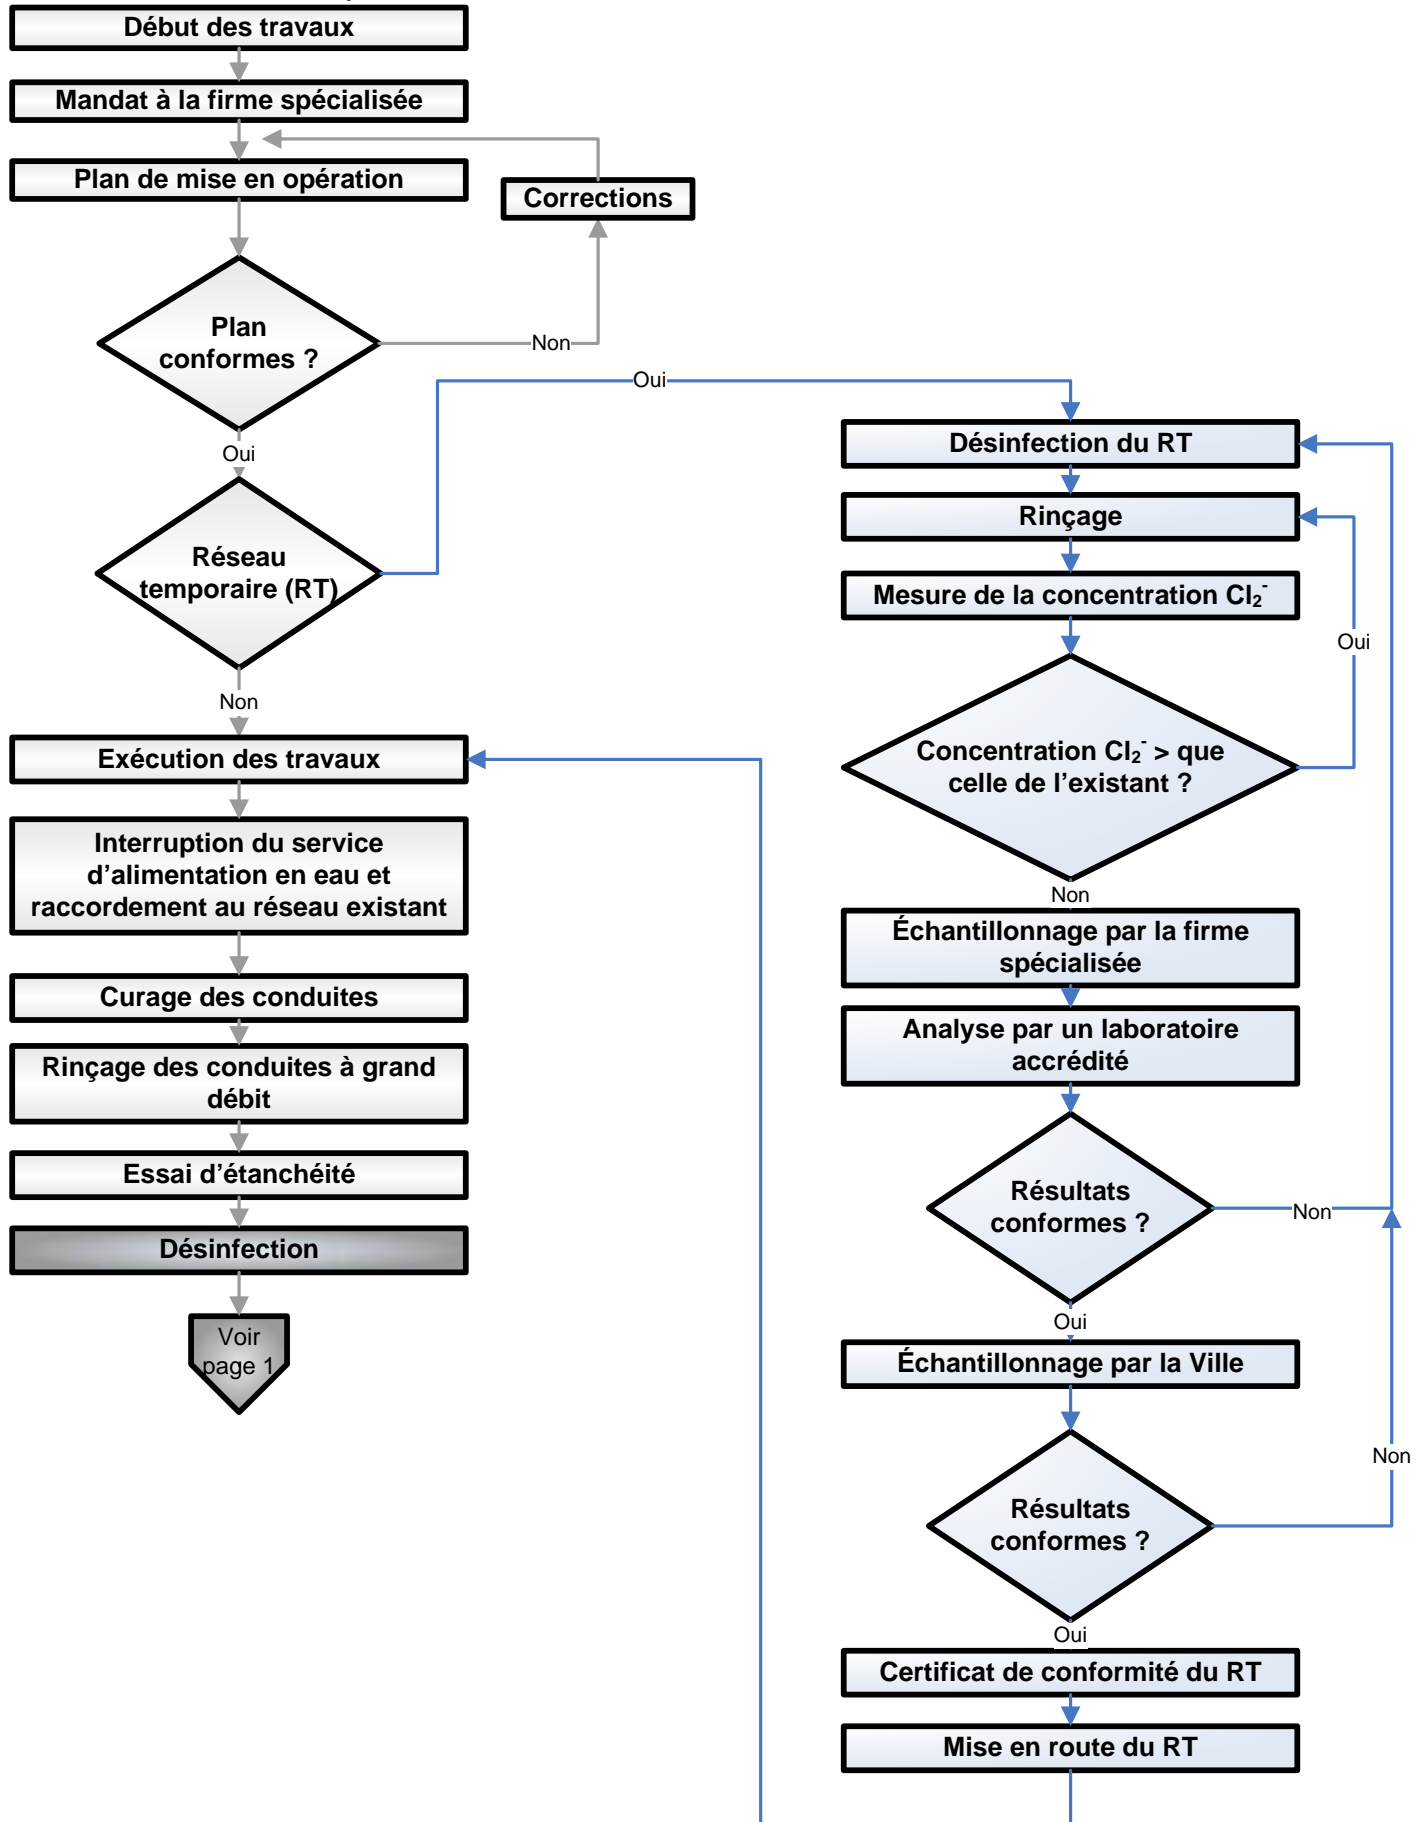 Début des travaux
Mandat à la firme spécialisée
Plan de mise en opération
Corrections
Plan
conformes ?
Non
Oui
Oui
Réseau
temporaire (RT)
Non
Exécution des travaux
Interruption du service
d’alimentation en eau et
raccordement au réseau existant
Curage des conduites
Rinçage des conduites à grand
débit
Essai d’étanchéité
Désinfection
Voir
page 1
Désinfection du RT
Rinçage
Mesure de la concentration Cl₂⁻
Oui
Concentration Cl₂⁻ > que
celle de l’existant ?
Non
Échantillonnage par la firme
spécialisée
Analyse par un laboratoire
accrédité
Résultats
conformes ?
Non
Oui
Échantillonnage par la Ville
Non
Résultats
conformes ?
Oui
Certificat de conformité du RT
Mise en route du RT